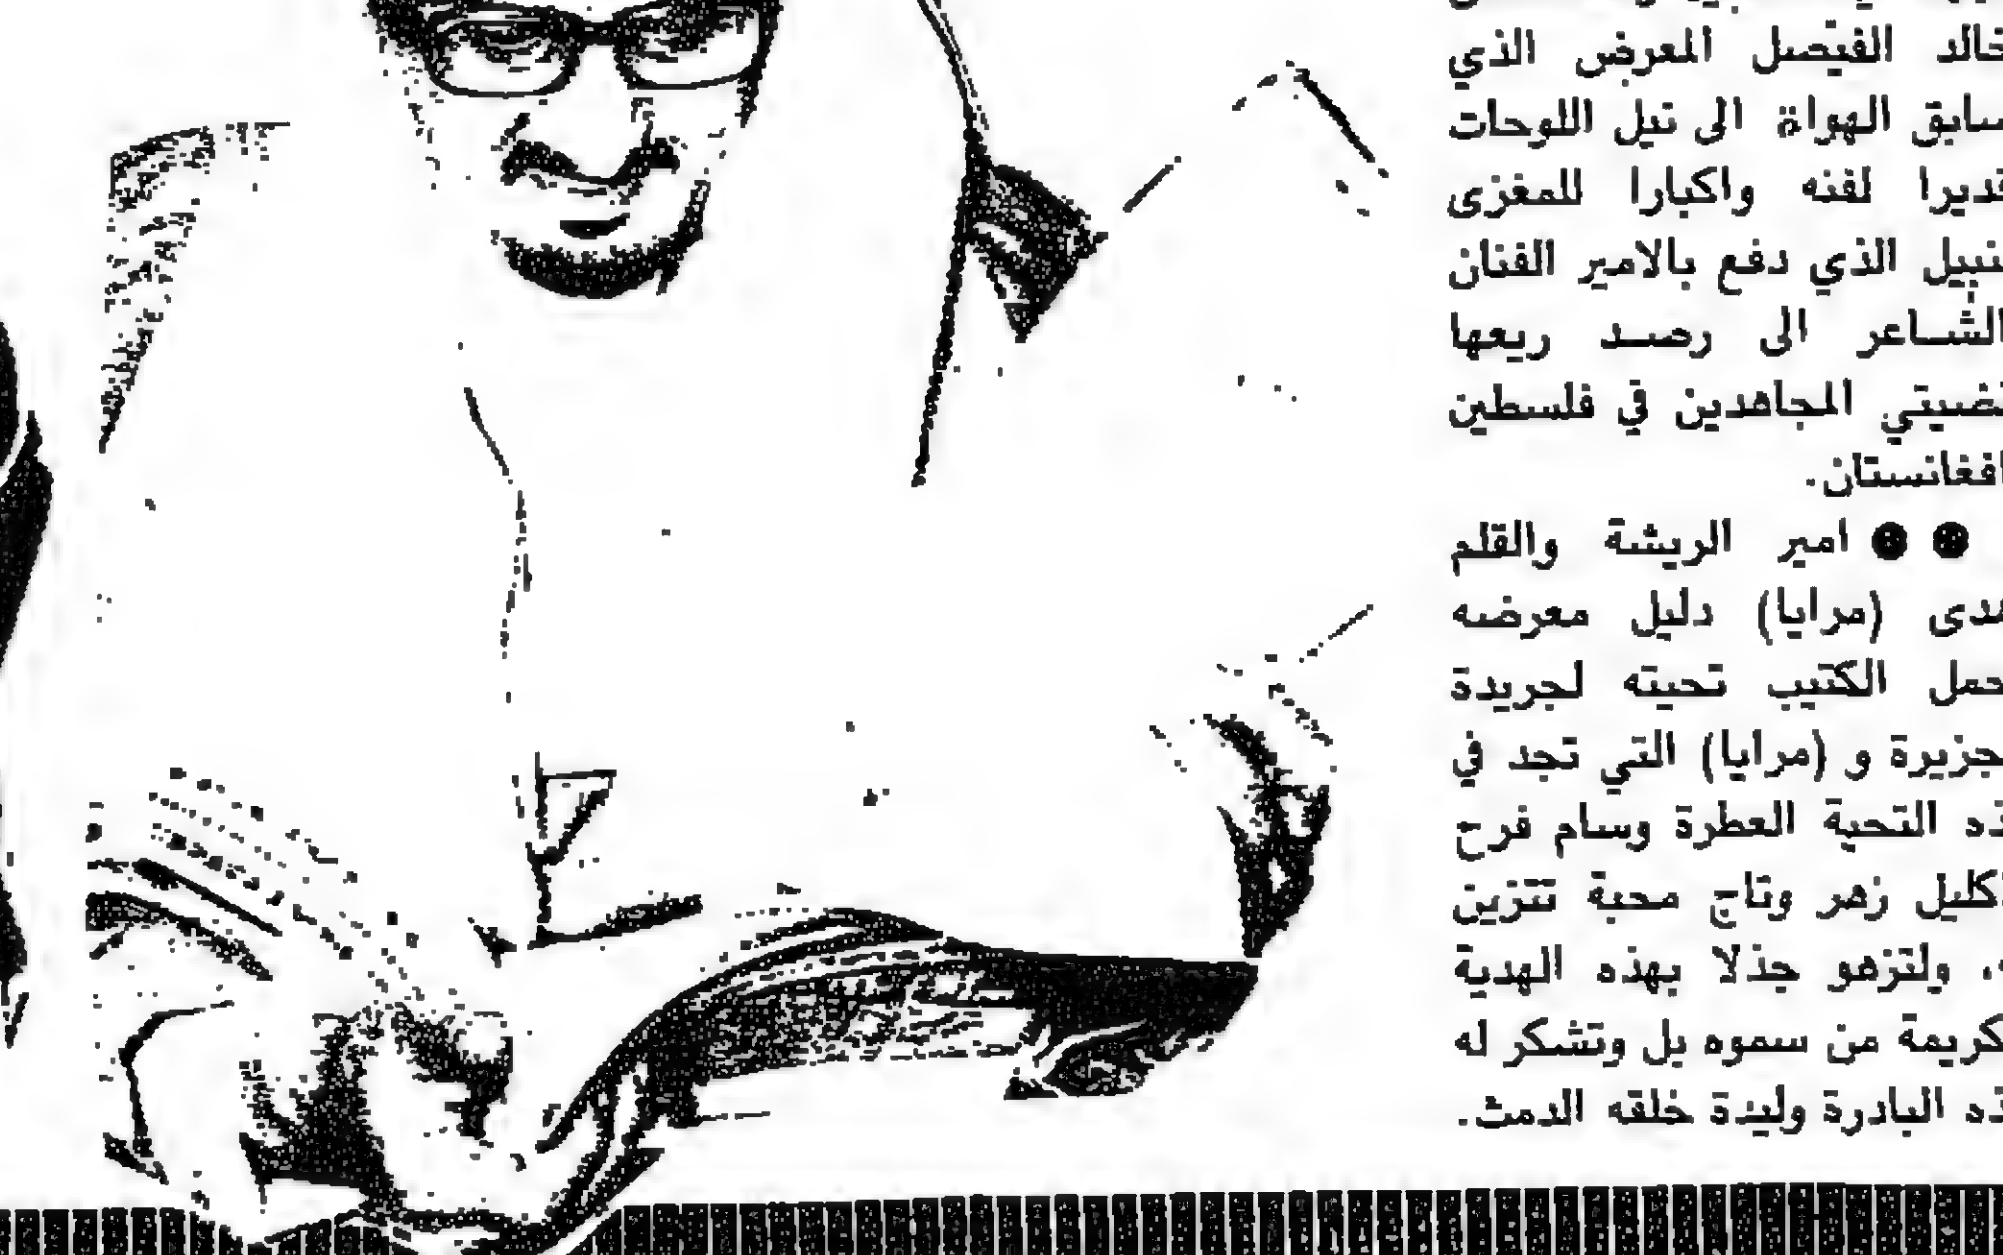 خالد الفيصل المعرض الذي
سابق الهواة الى نيل اللوحات
قديرا لفنه واكبارا للمغزى
نبيل الذي دفع بالامير الفنان
الشاعر الى رصد ريعها
قضيتي المجاهدين في فلسطين
افغانستان.
●● امير الريشة والقلم
هدى (مرايا) دليل معرضه
حمل الكتيب تحيته لجريدة
جزيرة و (مرايا) التي تجد في
ذه التحية العطرة وسام فرح
كليل زهر وتاج محبة تتزين
، ولتزهو جذلا بهذه الهدية
كريمة من سموه بل وتشكر له
ذه البادرة وليدة خلقه الدمث.